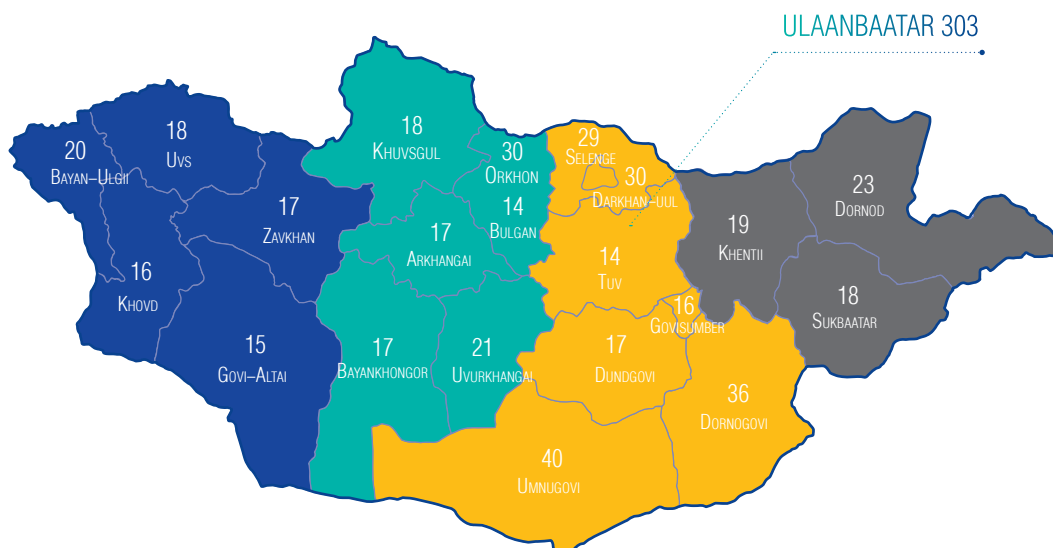 ULAANBAATAR 303
20
BAYAN–ULGII
18
UVS
17
ZAVKHAN
16
KHOVD
15
GOVI–ALTAI
18
KHUVSGUL
30
ORKHON
14
BULGAN
17
ARKHANGAI
17
BAYANKHONGOR
21
UVURKHANGAI
29
SELENGE
30
DARKHAN–UUL
14
TUV
16
GOVISUMBER
17
DUNDGOVI
36
DORNOGOVI
40
UMNUGOVI
19
KHENTII
23
DORNOD
18
SUKBAATAR